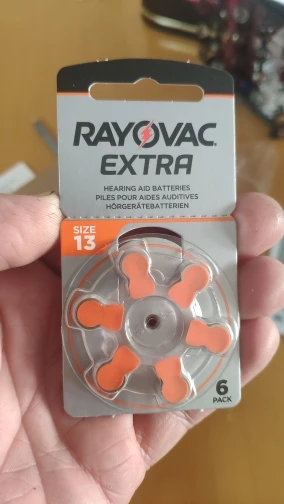 RAYOVAC
EXTRA
HEARING AID BATTERIES
PILES POUR AIDES AUDITIVES
HÖRGERÄTEBATTERIEN
SIZE
13
6
PACK